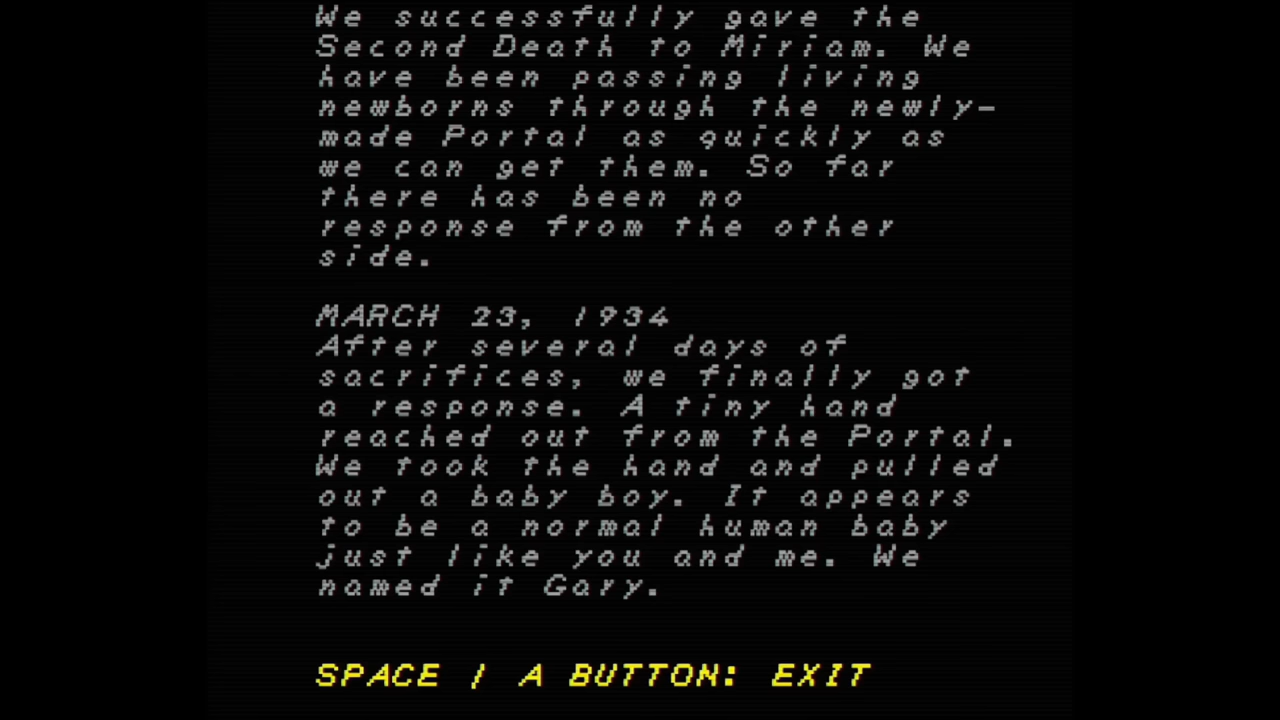 We successfully gave the
Second Death to Miriam. We
have been passing living
newborns through the newly-
made Portal as quickly as
we can get them. So far
there has been no
response from the other
side.
MARCH 23, 1934
After several days of
sacrifices, we finally got
a response. A tiny hand
reached out from the Portal.
We took the hand and pulled
out a baby boy. It appears
to be a normal human baby
just like you and me. We
named it Gary.
SPACE / A BUTTON: EXIT